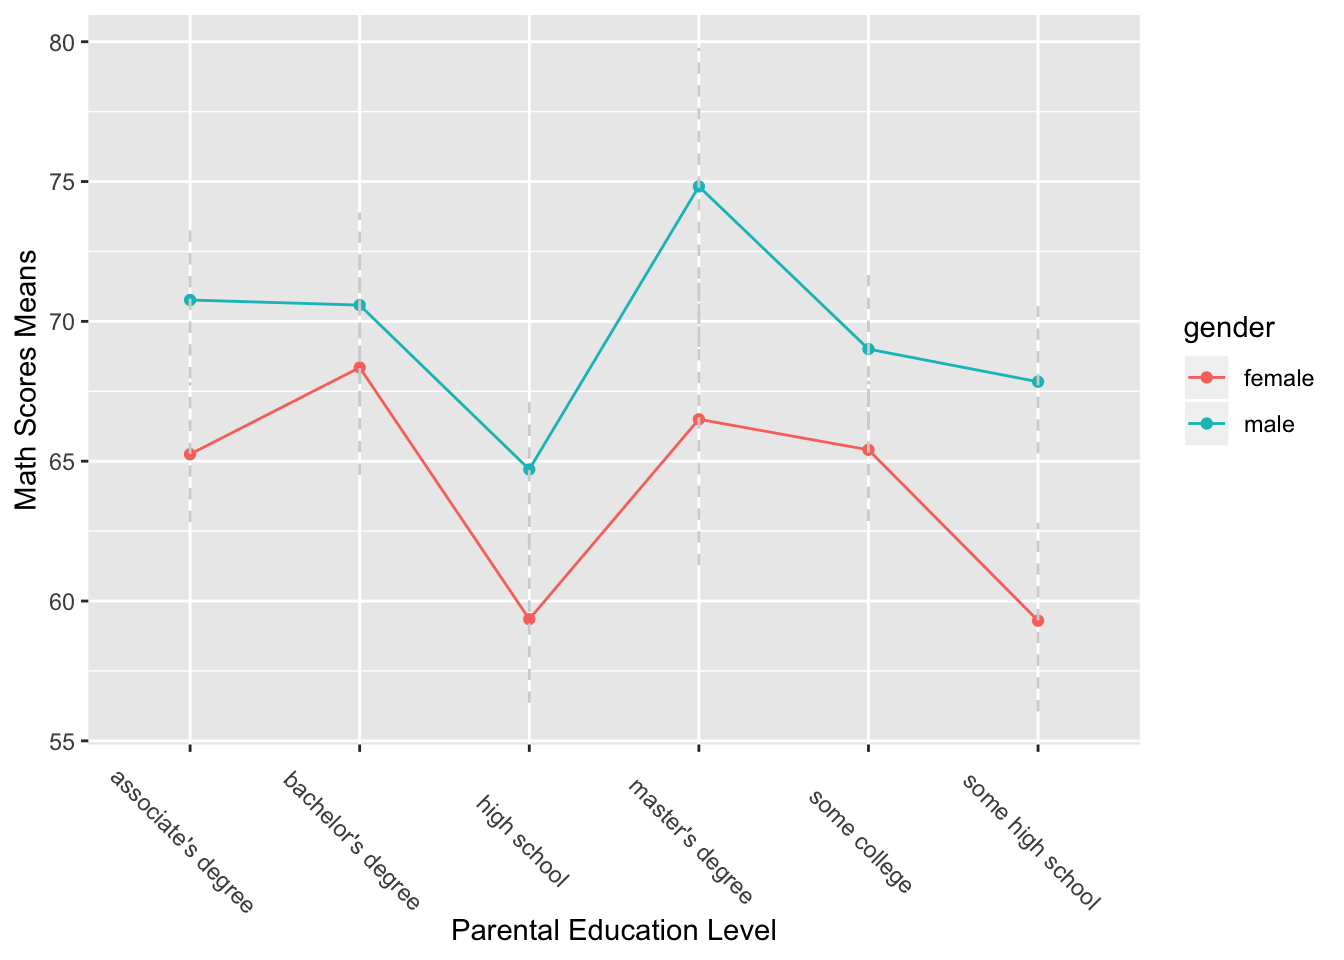 80
75
70
65
60
55
Math Scores Means
associate's degree
bachelor's degree
high school
master's degree
some college
some high school
Parental Education Level
gender
female
male